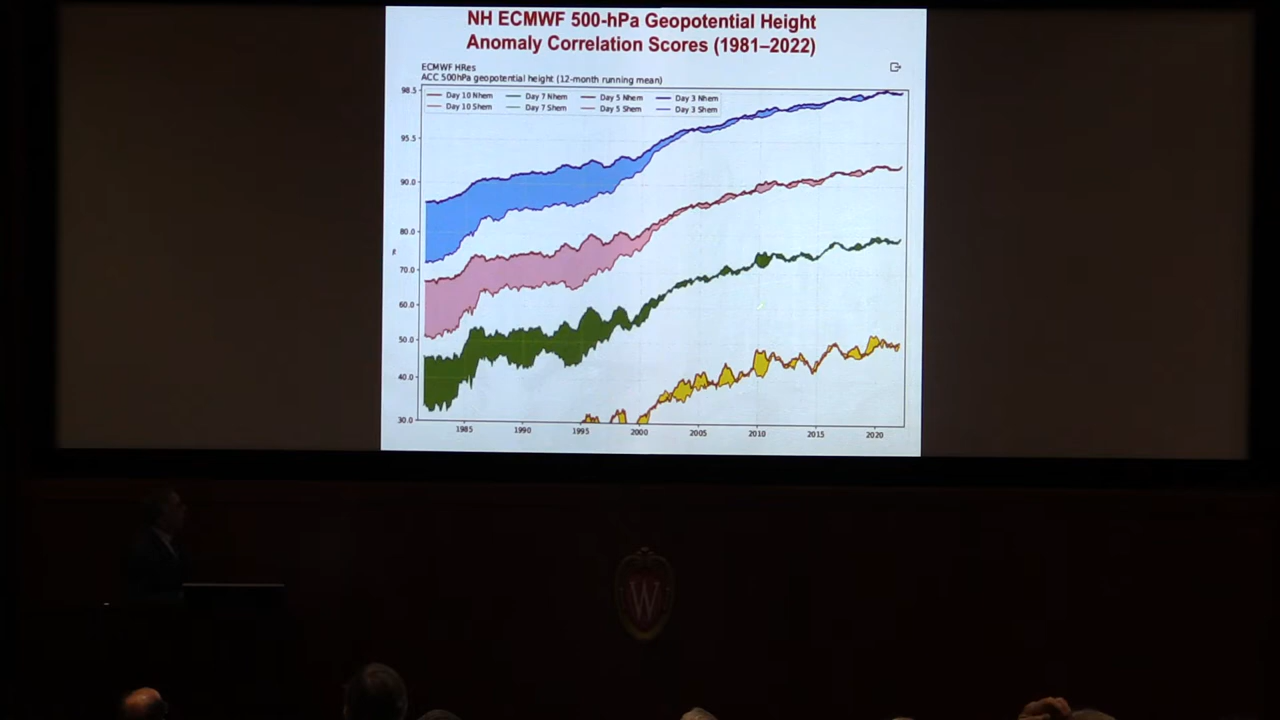 NH ECMWF 500-hPa Geopotential Height
Anomaly Correlation Scores (1981–2022)
ECMWF HRes
ACC 500hPa geopotential height (12-month running mean)
Day 10 Nhem Day 7 Nhem Day 5 Nhem Day 3 Nhem
Day 10 Shem Day 7 Shem Day 5 Shem Day 3 Shem
98.5
95.5
90.0
80.0
%
70.0
60.0
50.0
40.0
30.0
1985 1990 1995 2000 2005 2010 2015 2020
W